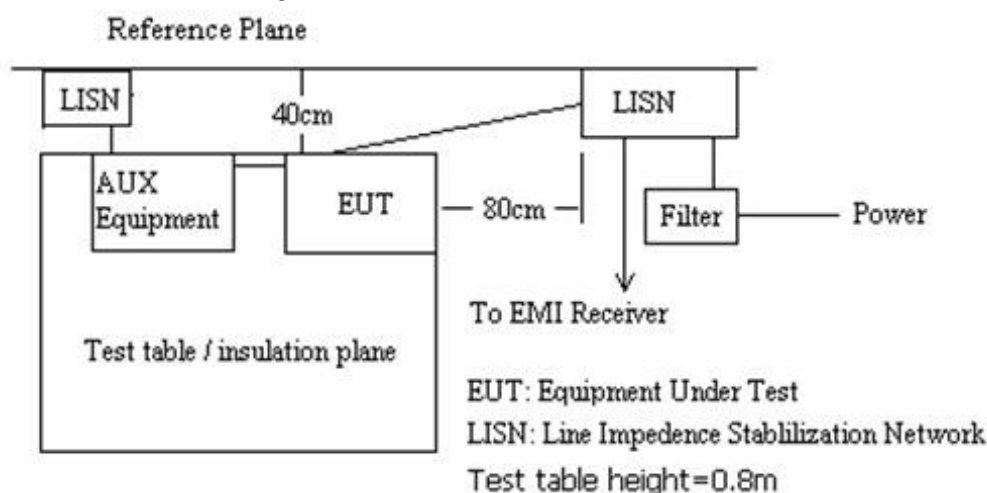 Reference Plane
LISN
40cm
LISN
AUX
Equipment
EUT
80cm
Filter
Power
To EMI Receiver
Test table / insulation plane
EUT: Equipment Under Test
LISN: Line Impedence Stablilization Network
Test table height=0.8m